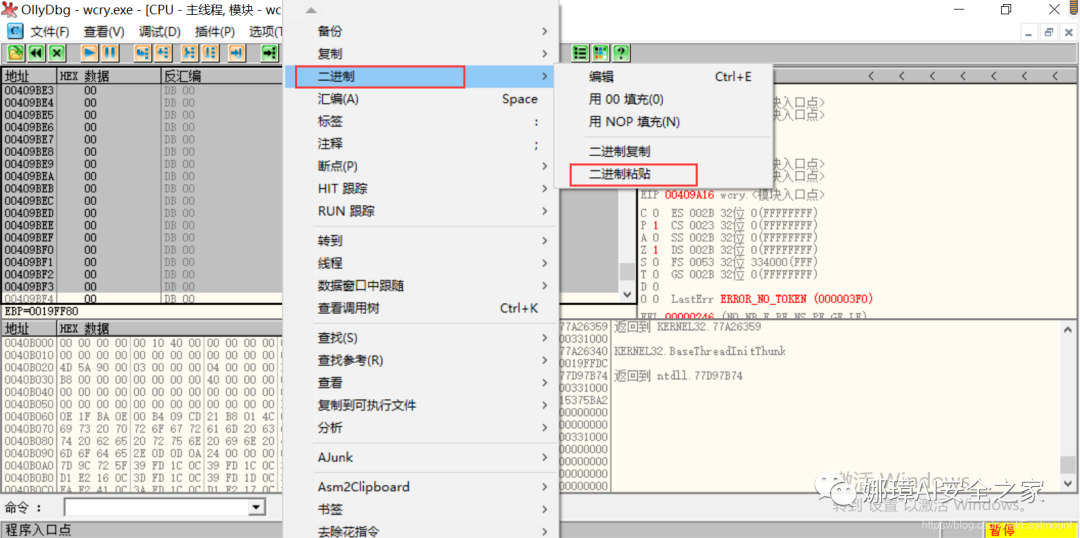 OllyDbg - wcry.exe - [CPU - 主线程, 模块 - wc
文件(F) 查看(V) 调试(D) 插件(P) 选项(T
地址 HEX 数据 反汇编
00409BE3 00 DB 00
00409BE4 00 DB 00
00409BE5 00 DB 00
00409BE6 00 DB 00
00409BE7 00 DB 00
00409BE8 00 DB 00
00409BE9 00 DB 00
00409BEA 00 DB 00
00409BEB 00 DB 00
00409BEC 00 DB 00
00409BED 00 DB 00
00409BEE 00 DB 00
00409BEF 00 DB 00
00409BF0 00 DB 00
00409BF1 00 DB 00
00409BF2 00 DB 00
00409BF3 00 DB 00
00409BF4 00 DB 00
EBP=0019FF80
备份
复制
二进制
汇编(A) Space
标签 :
注释 ;
断点(P)
HIT 跟踪
RUN 跟踪
转到
线程
数据窗口中跟随
查看调用树 Ctrl+K
查找(S)
查找参考(R)
查看
复制到可执行文件
分析
AJunk
Asm2Clipboard
书签
去除花指令
编辑 Ctrl+E
用 00 填充(0)
用 NOP 填充(N)
二进制复制
二进制粘贴
块入口点>
块入口点>
块入口点>
块入口点>
EIP 00409A16 wcry.<模块入口点>
C 0 ES 002B 32位 0(FFFFFFFF)
P 1 CS 0023 32位 0(FFFFFFFF)
A 0 SS 002B 32位 0(FFFFFFFF)
Z 1 DS 002B 32位 0(FFFFFFFF)
S 0 FS 0053 32位 334000(FFF)
T 0 GS 002B 32位 0(FFFFFFFF)
D 0
O 0 LastErr ERROR_NO_TOKEN (000003F0)
EFL 00000246 (NO,NB,E,BE,NS,PE,GE,LE)
地址 HEX 数据
0040B000 00 00 00 00 00 10 40 00 00 00 00 00
0040B010 00 00 00 00 00 00 00 00 00 00 00 00
0040B020 4D 5A 90 00 03 00 00 00 04 00 00 00
0040B030 B8 00 00 00 00 00 00 00 40 00 00 00
0040B040 00 00 00 00 00 00 00 00 00 00 00 00
0040B050 00 00 00 00 00 00 00 00 00 00 00 00
0040B060 0E 1F BA 0E 00 B4 09 CD 21 B8 01 4C
0040B070 69 73 20 70 72 6F 67 72 61 6D 20 63
0040B080 74 20 62 65 20 72 75 6E 20 69 6E 20
0040B090 6D 6F 64 65 2E 0D 0D 0A 24 00 00 00
0040B0A0 7D 9C 72 5F 39 FD 1C 0C 39 FD 1C 0C
0040B0B0 D1 E2 16 0C 3D FD 1C 0C 39 FD 1D 0C
0040B0C0 FA F2 41 0C 3A FD 1C 0C D1 E2 17 0C
77A26359 返回到 KERNEL32.77A26359
00331000
77A26340 KERNEL32.BaseThreadInitThunk
0019FFDC
77D97B74 返回到 ntdll.77D97B74
00331000
15375BA2
00000000
00000000
00331000
00000000
00000000
00000000
00000000
命令 :
程序入口点
暂停
激活 Windows
转到"设置"以激活 Windows。
娜璋AI安全之家